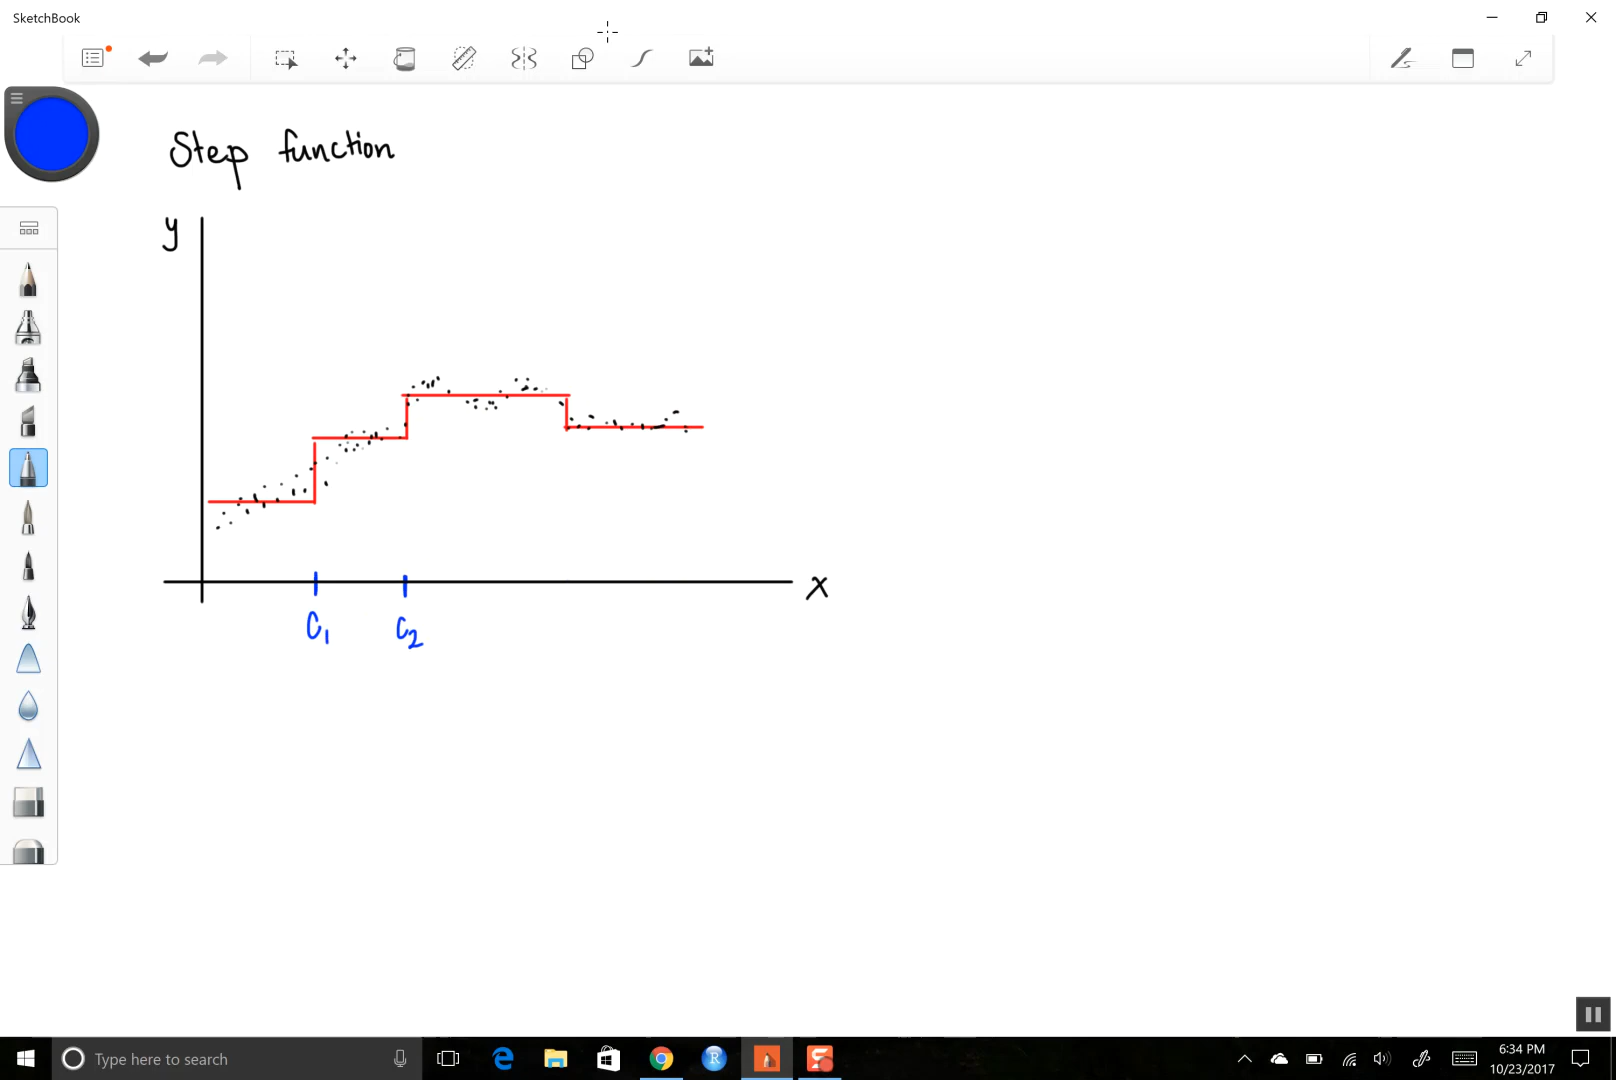 SketchBook
Step function
y
x
C1 C2
Type here to search
6:34 PM
10/23/2017